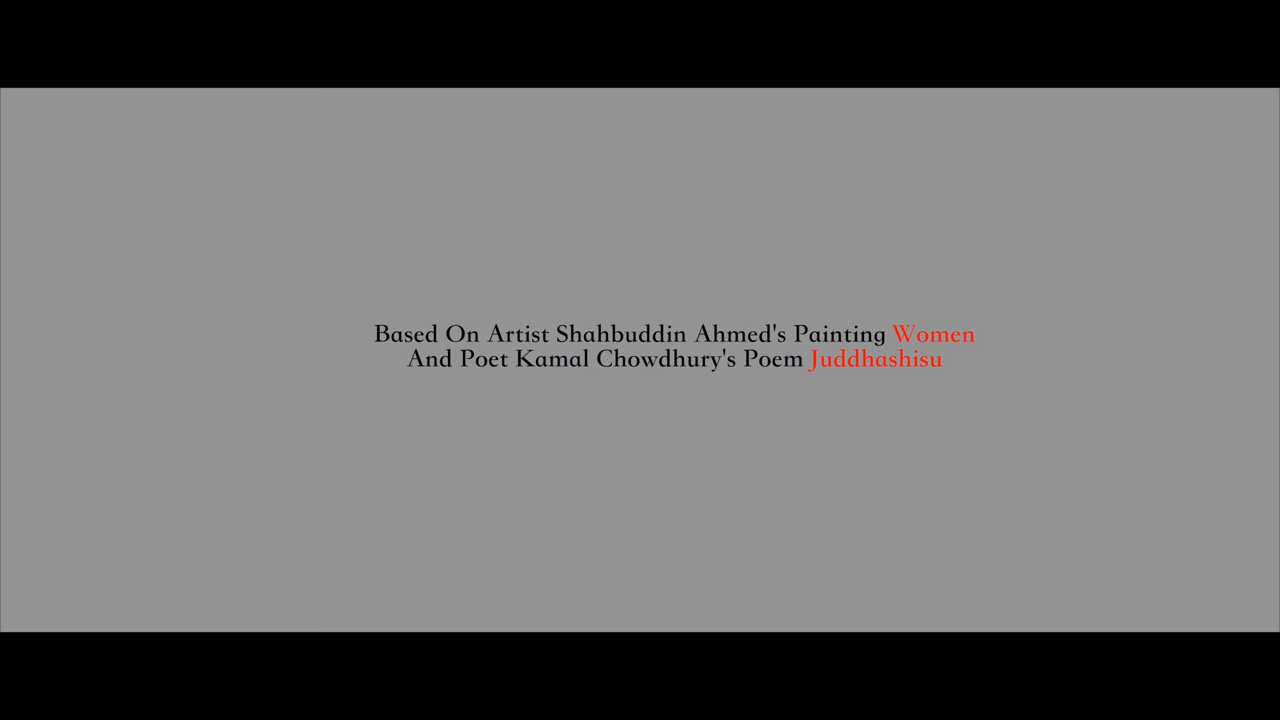 Based On Artist Shahbuddin Ahmed's Painting Women
And Poet Kamal Chowdhury's Poem Juddhashisu